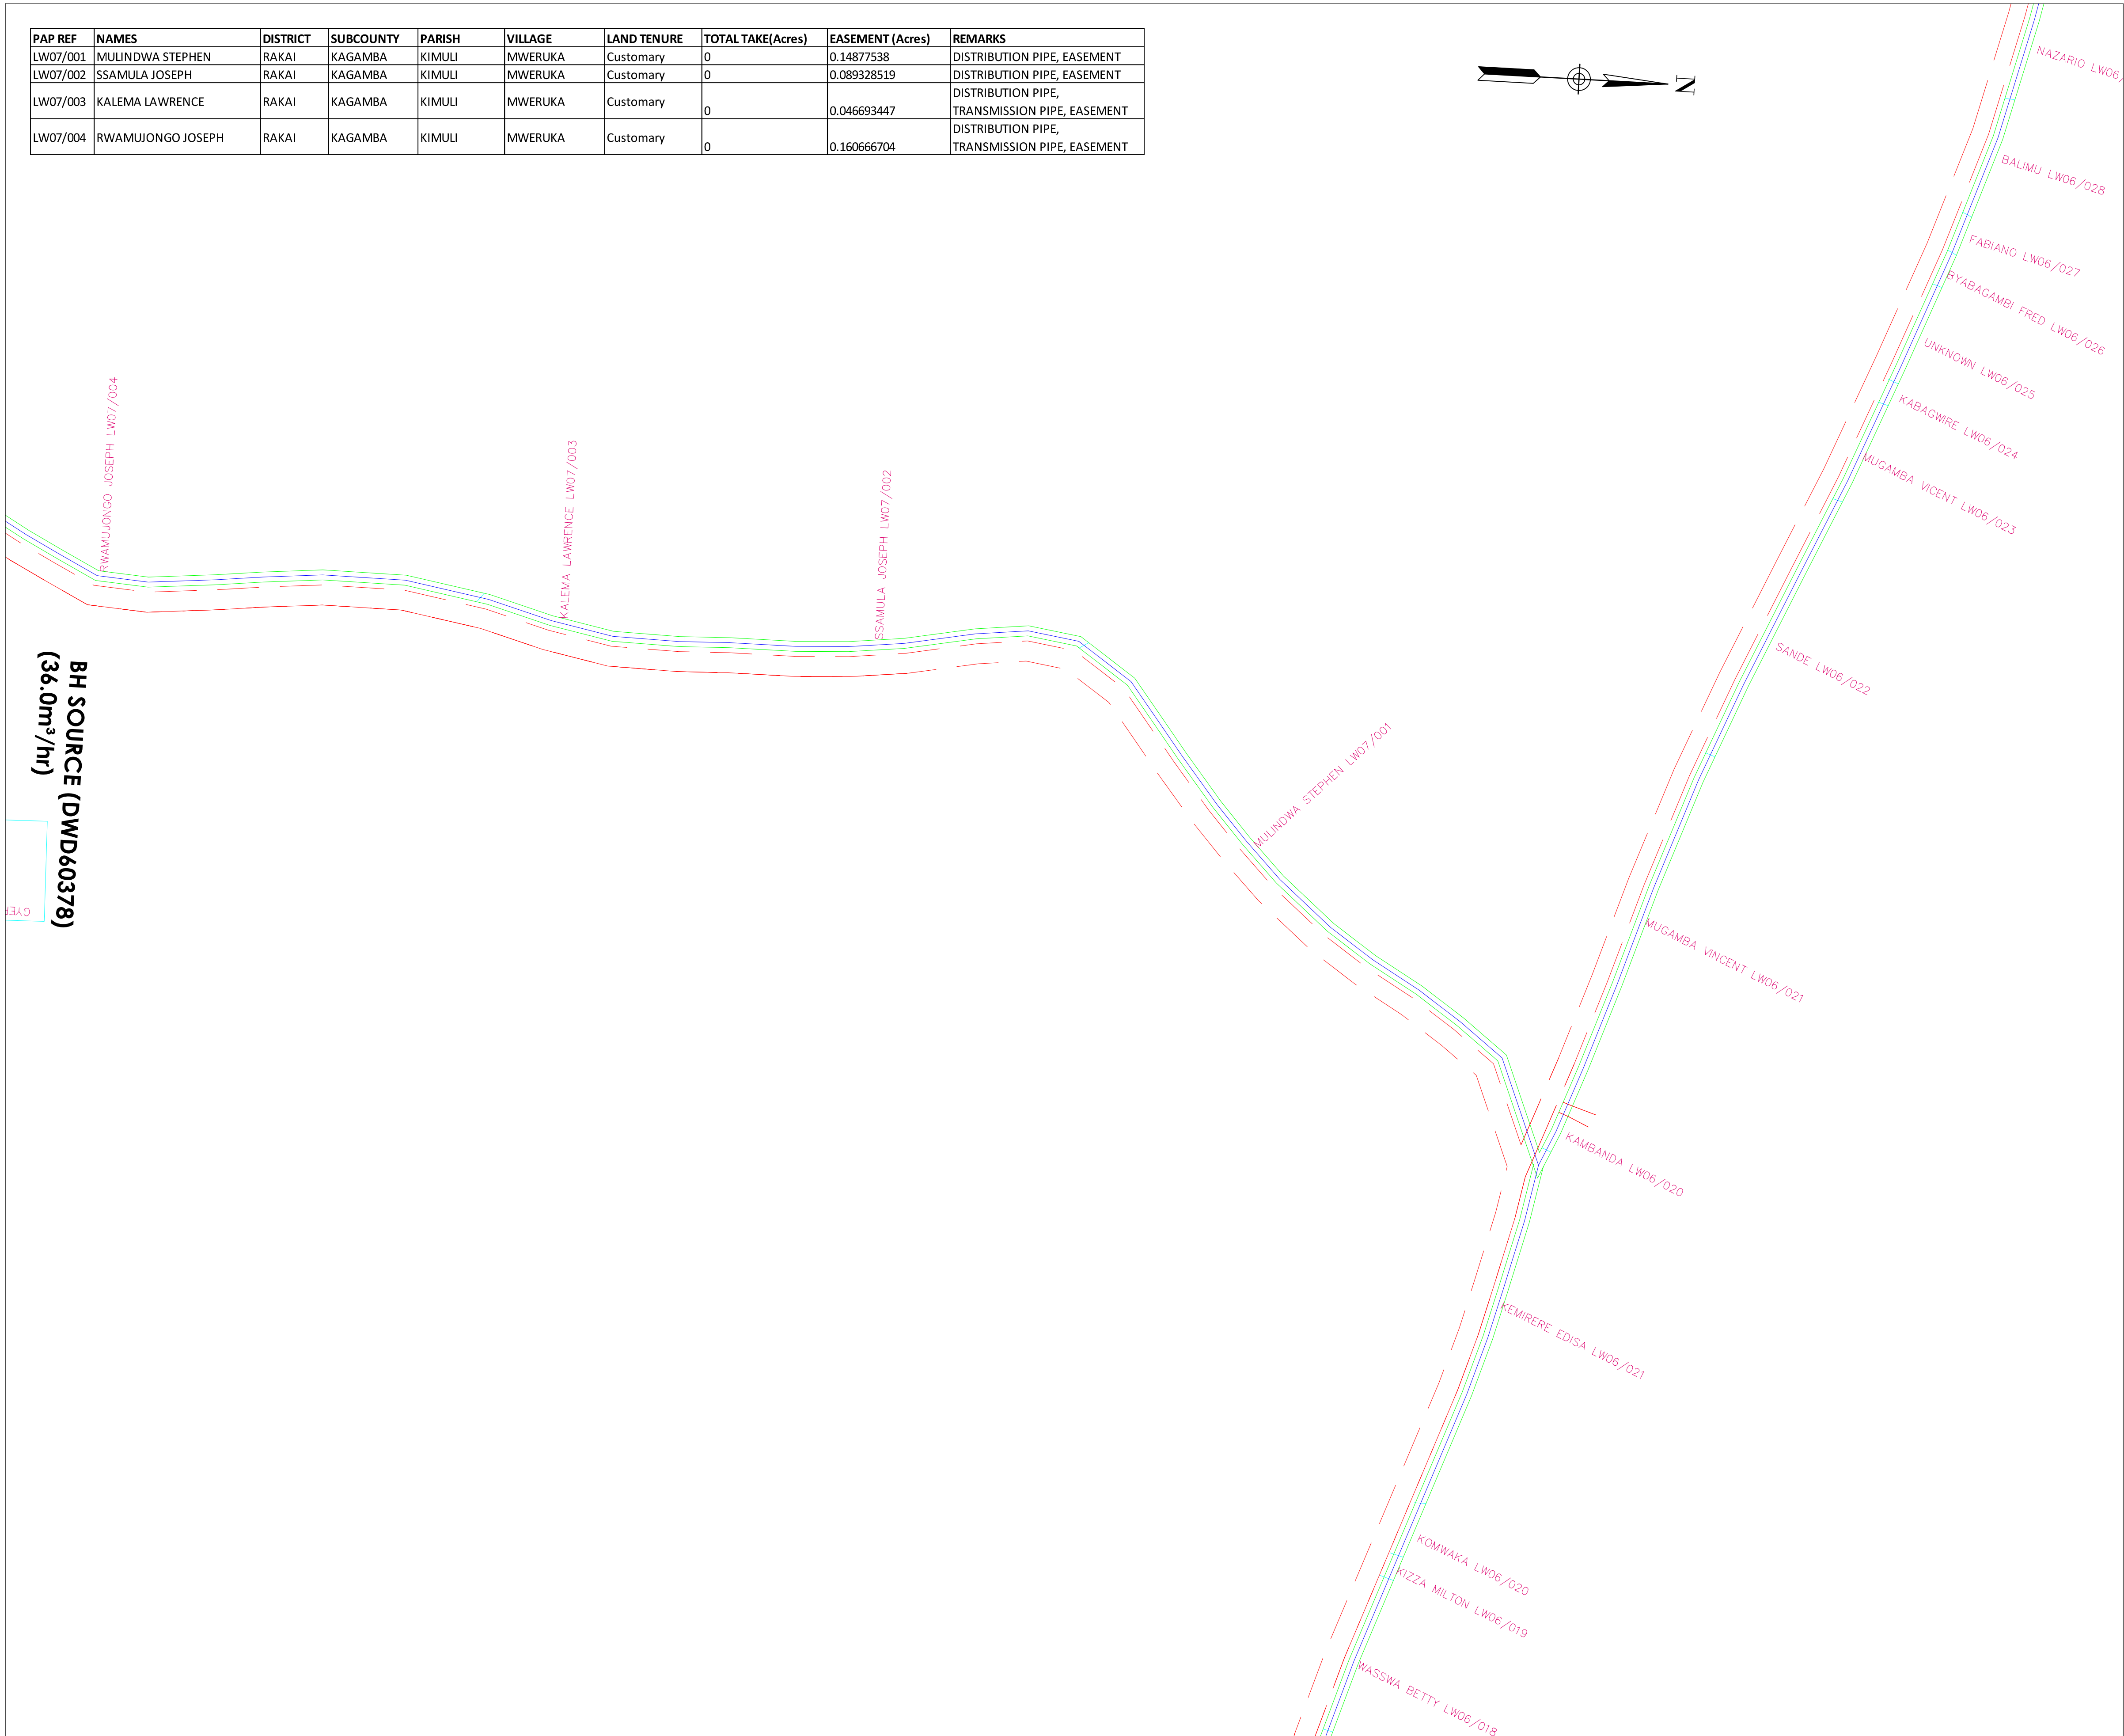 PAP REF NAMES DISTRICT SUBCOUNTY PARISH VILLAGE LAND TENURE TOTAL TAKE(Acres) EASEMENT (Acres) REMARKS
LW07/001 MULINDWA STEPHEN RAKAI KAGAMBA KIMULI MWERUKA Customary 0 0.14877538 DISTRIBUTION PIPE, EASEMENT
LW07/002 SSAMULA JOSEPH RAKAI KAGAMBA KIMULI MWERUKA Customary 0 0.089328519 DISTRIBUTION PIPE, EASEMENT
LW07/003 KALEMA LAWRENCE RAKAI KAGAMBA KIMULI MWERUKA Customary 0 0.046693447 DISTRIBUTION PIPE,
TRANSMISSION PIPE, EASEMENT
LW07/004 RWAMUJONGO JOSEPH RAKAI KAGAMBA KIMULI MWERUKA Customary 0 0.160666704 DISTRIBUTION PIPE,
TRANSMISSION PIPE, EASEMENT
N
NAZARIO LW06/
BALIMU LW06/028
FABIANO LW06/027
BYABAGAMBI FRED LW06/026
UNKNOWN LW06/025
KABAGWIRE LW06/024
MUGAMBA VICENT LW06/023
SANDE LW06/022
MUGAMBA VINCENT LW06/021
KAMBANDA LW06/020
KEMIRERE EDISA LW06/021
KOMWAKA LW06/020
KIZZA MILTON LW06/019
WASSWA BETTY LW06/018
RWAMUJONGO JOSEPH LW07/004
KALEMA LAWRENCE LW07/003
SSAMULA JOSEPH LW07/002
MULINDWA STEPHEN LW07/001
BH SOURCE (DWD60378)
(36.0m³/hr)